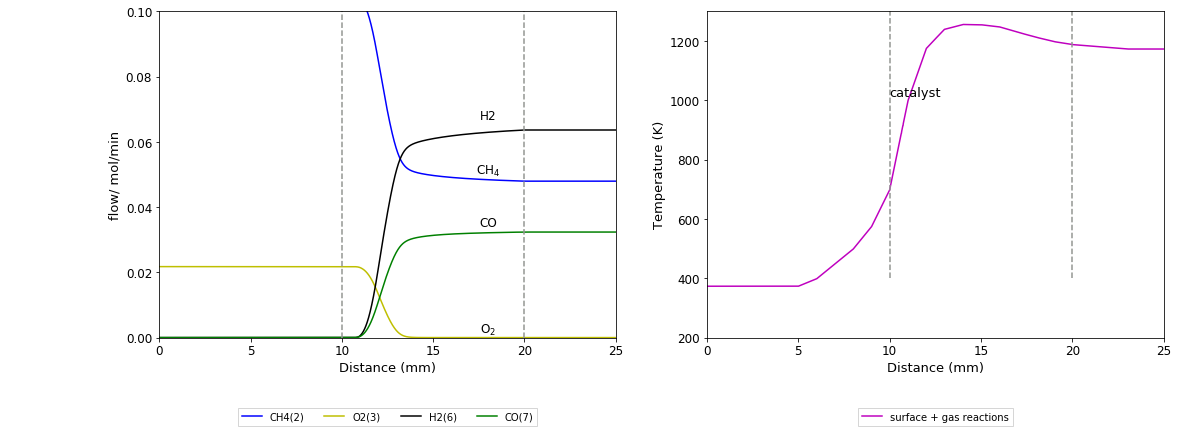 0.10
0.08
0.06
0.04
0.02
0.00
flow/ mol/min
H2
CH₄
CO
O₂
0 5 10 15 20 25
Distance (mm)
CH4(2) O2(3) H2(6) CO(7)
1200
1000
800
600
400
200
Temperature (K)
catalyst
0 5 10 15 20 25
Distance (mm)
surface + gas reactions